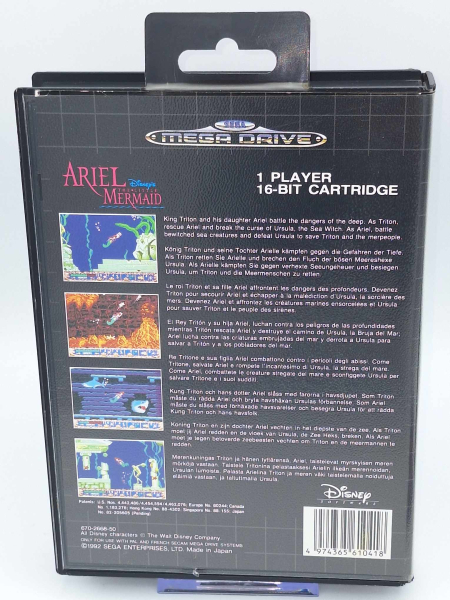 SEGA
MEGA DRIVE
ARIEL
Disney's
THE LITTLE
MERMAID
1 PLAYER
16-BIT CARTRIDGE
King Triton and his daughter Ariel battle the dangers of the deep. As Triton,
rescue Ariel and break the curse of Ursula, the Sea Witch. As Ariel, battle
bewitched sea creatures and defeat Ursula to save Triton and the merpeople.
König Triton und seine Tochter Arielle kämpfen gegen die Gefahren der Tiefe.
Als Triton retten Sie Arielle und brechen den Fluch der bösen Meereshexe
Ursula. Als Arielle kämpfen Sie gegen verhexte Seeungeheuer und besiegen
Ursula, um Triton und die Meermenschen zu retten.
Le roi Triton et sa fille Ariel affrontent les dangers des profondeurs. Devenez
Triton pour secourir Ariel et échapper à la malédiction d'Ursula, la sorcière des
mers. Devenez Ariel et affrontez les créatures marines ensorcelées et Ursula
pour sauver Triton et le peuple des sirènes.
El Rey Tritón y su hija Ariel, luchan contra los peligros de las profundidades
mientras Tritón rescata Ariel y destruye el camino de Ursula, la Bruja del Mar.
Ariel lucha contra las criaturas embrujadas del mar y derrota a Ursula para
salvar a Tritón y a los pobladores del mar.
Re Tritone e sua figlia Ariel combattono contro i pericoli degli abissi. Come
Tritone, salvate Ariel e rompete l'incantesimo di Ursula, la strega del mare.
Come Ariel, combattete le creature stregate del mare e sconfiggete Ursula per
salvare Tritone e i suoi sudditi.
Kung Triton och hans dotter Ariel slåss med farorna i havsdjupet. Som Triton
måste du rädda Ariel och bryta havshäxan Ursulas förbannelse. Som Ariel
måste du slåss med förhäxade havsvarelser och besegra Ursula för att rädda
Kung Triton och hans havsfolk.
Koning Triton en zijn dochter Ariel vechten in het diepste van de zee. Als Triton
moet je Ariel redden en de vloek van Ursula, de Zee Heks, breken. Als Ariel
moet je tegen betoverde zeebeesten vechten om Triton en de meermannen te
redden.
Merenkuningas Triton ja hänen tyttärensä, Ariel, taistelevat myrskyisen meren
mörköjä vastaan. Taistele Tritonina pelastaaksesi Arielin ilkeän merennoidan,
Ursulan lumosta. Pelasta Arielina Triton ja meren väki taistelemalla noiduttuja
eläimiä vastaan, ja taltuttamalla Ursula.
670-2668-50
All Disney characters © The Walt Disney Company
ONLY FOR USE WITH PAL AND FRENCH SECAM MEGA DRIVE SYSTEMS
©1992 SEGA ENTERPRISES, LTD. Made in Japan
Disney
SOFTWARE
4 974365 610418